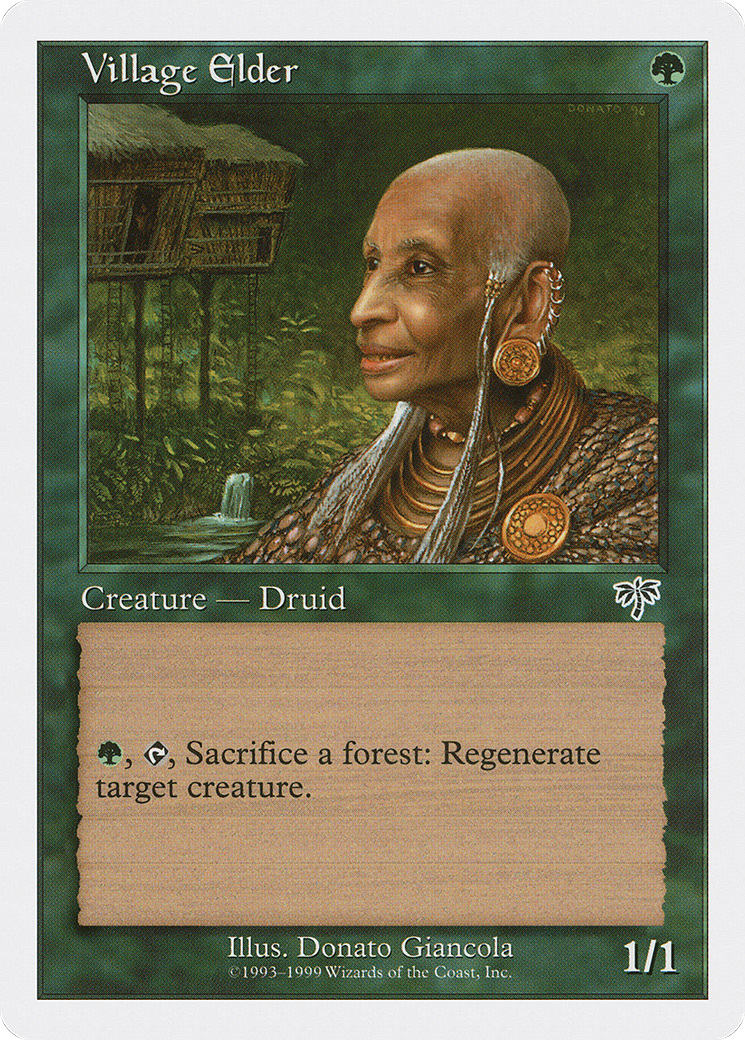 Village Elder
DONATO '96
Creature — Druid
, , Sacrifice a forest: Regenerate
target creature.
Illus. Donato Giancola
©1993–1999 Wizards of the Coast, Inc.
1/1